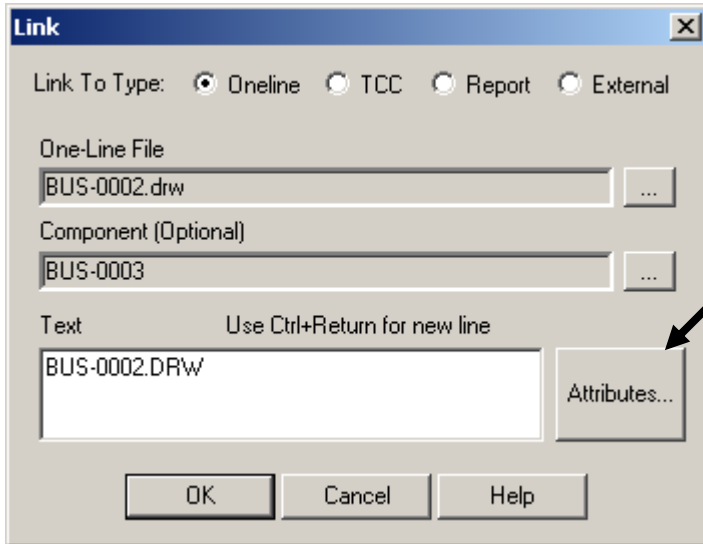 Link
Link To Type: Oneline TCC Report External
One-Line File
BUS-0002.drw ...
Component (Optional)
BUS-0003 ...
Text Use Ctrl+Return for new line
BUS-0002.DRW
Attributes...
OK Cancel Help